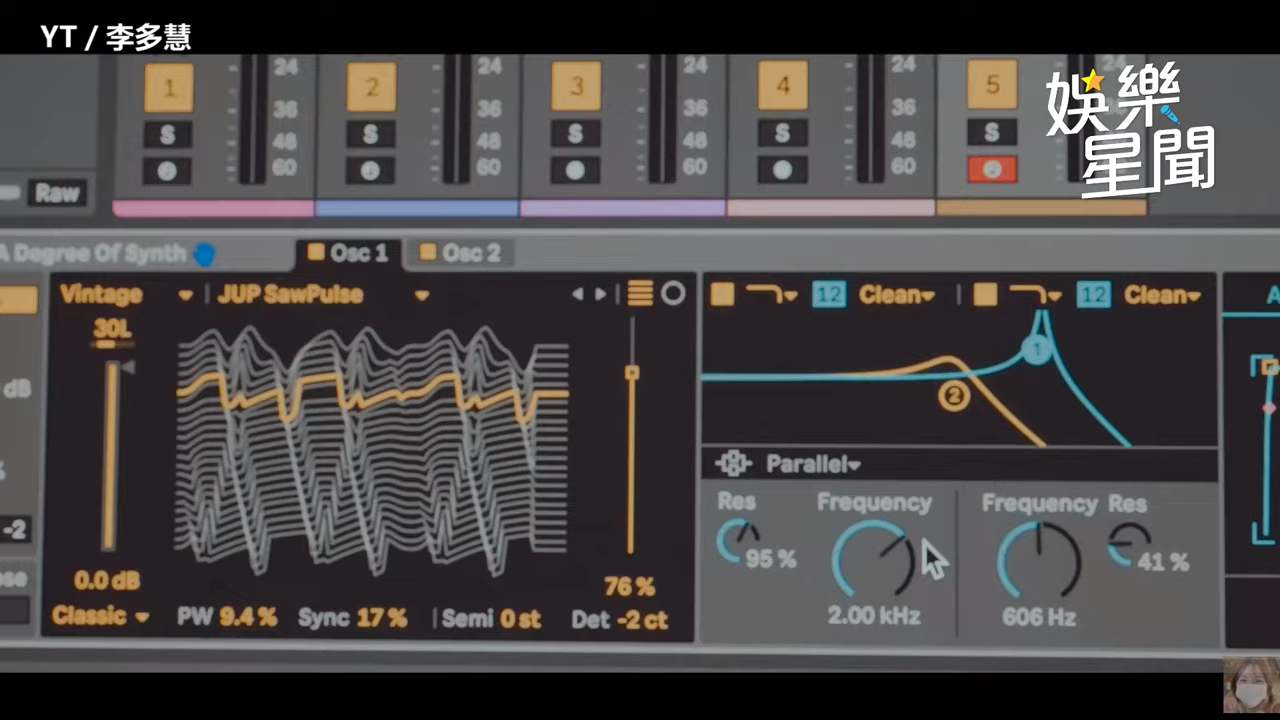 YT / 李多慧
娛樂
星聞
1 2 3 4 5
24 24 24 24 24
36 36 36 36
48 48 48 48
60 60 60 60
S S S S S
Raw
A Degree Of Synth
Osc 1 Osc 2
Vintage JUP SawPulse
12 Clean 12 Clean
30L
dB
1
2
Parallel
Res Frequency Frequency Res
95 % 2.00 kHz 606 Hz 41 %
-2
0.0 dB 76 %
Classic PW 9.4 % Sync 17 % Semi 0 st Det -2 ct